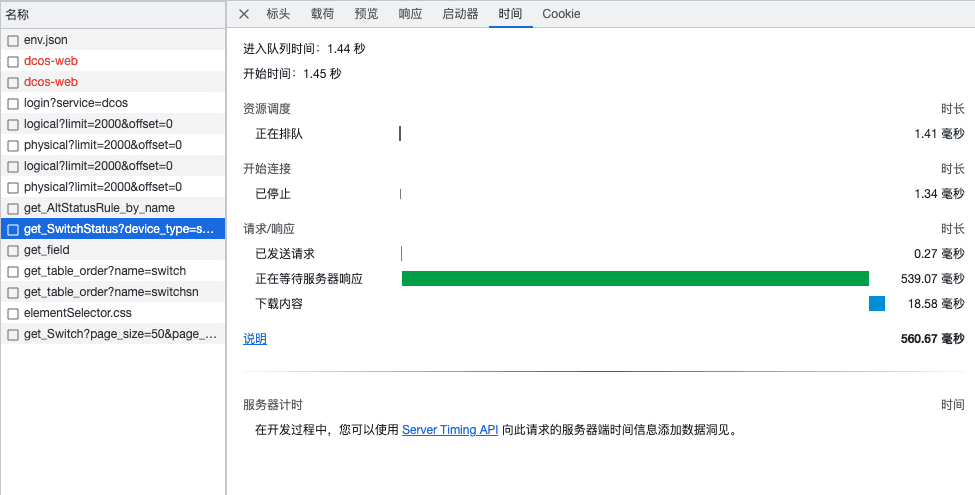 名称
env.json
dcos-web
dcos-web
login?service=dcos
logical?limit=2000&offset=0
physical?limit=2000&offset=0
logical?limit=2000&offset=0
physical?limit=2000&offset=0
get_AltStatusRule_by_name
get_SwitchStatus?device_type=s...
get_field
get_table_order?name=switch
get_table_order?name=switchsn
elementSelector.css
get_Switch?page_size=50&page_...
标头 载荷 预览 响应 启动器 时间 Cookie
进入队列时间：1.44 秒
开始时间：1.45 秒
资源调度 时长
正在排队 1.41 毫秒
开始连接 时长
已停止 1.34 毫秒
请求/响应 时长
已发送请求 0.27 毫秒
正在等待服务器响应 539.07 毫秒
下载内容 18.58 毫秒
说明 560.67 毫秒
服务器计时 时间
在开发过程中，您可以使用 Server Timing API 向此请求的服务器端时间信息添加数据洞见。